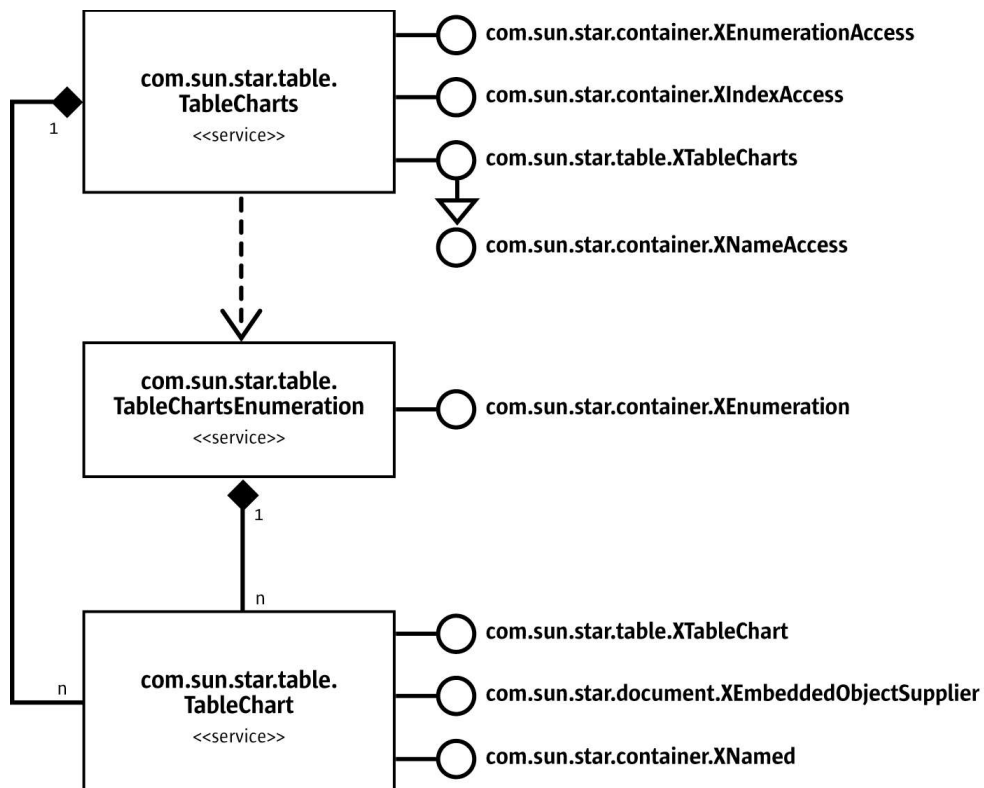 com.sun.star.table.
TableCharts
<<service>>
1
com.sun.star.container.XEnumerationAccess
com.sun.star.container.XIndexAccess
com.sun.star.table.XTableCharts
com.sun.star.container.XNameAccess
com.sun.star.table.
TableChartsEnumeration
<<service>>
com.sun.star.container.XEnumeration
1
n
com.sun.star.table.
TableChart
<<service>>
n
com.sun.star.table.XTableChart
com.sun.star.document.XEmbeddedObjectSupplier
com.sun.star.container.XNamed